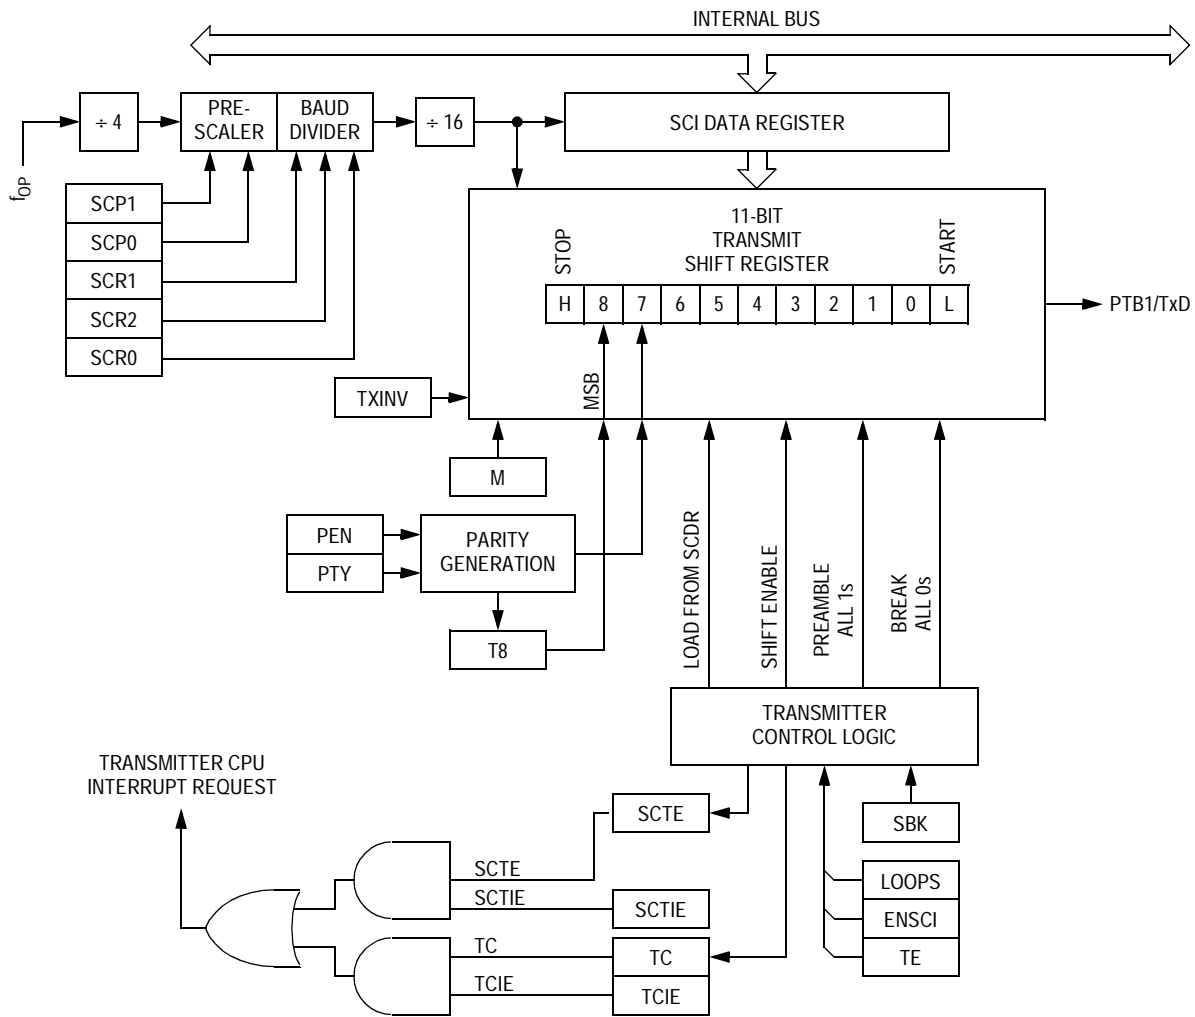 INTERNAL BUS
÷ 4
PRE-
SCALER
BAUD
DIVIDER
÷ 16
SCI DATA REGISTER
fOP
SCP1
SCP0
SCR1
SCR2
SCR0
11-BIT
TRANSMIT
SHIFT REGISTER
STOP
START
H 8 7 6 5 4 3 2 1 0 L
PTB1/TxD
MSB
TXINV
M
PEN
PTY
PARITY
GENERATION
T8
LOAD FROM SCDR
SHIFT ENABLE
PREAMBLE
ALL 1s
BREAK
ALL 0s
TRANSMITTER
CONTROL LOGIC
TRANSMITTER CPU
INTERRUPT REQUEST
SCTE
SBK
SCTE
SCTIE
SCTIE
LOOPS
ENSCI
TE
TC
TC
TCIE
TCIE